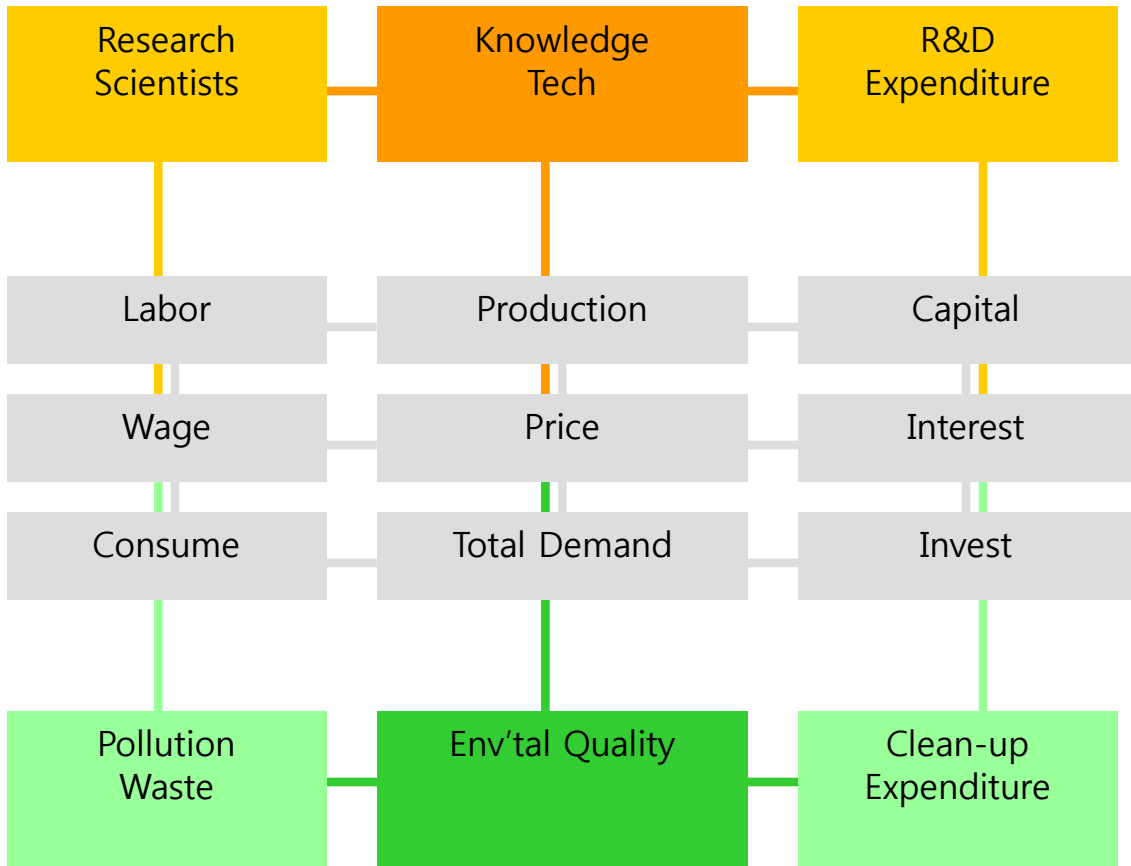 Research
Scientists
Knowledge
Tech
R&D
Expenditure
Labor
Production
Capital
Wage
Price
Interest
Consume
Total Demand
Invest
Pollution
Waste
Env’tal Quality
Clean-up
Expenditure